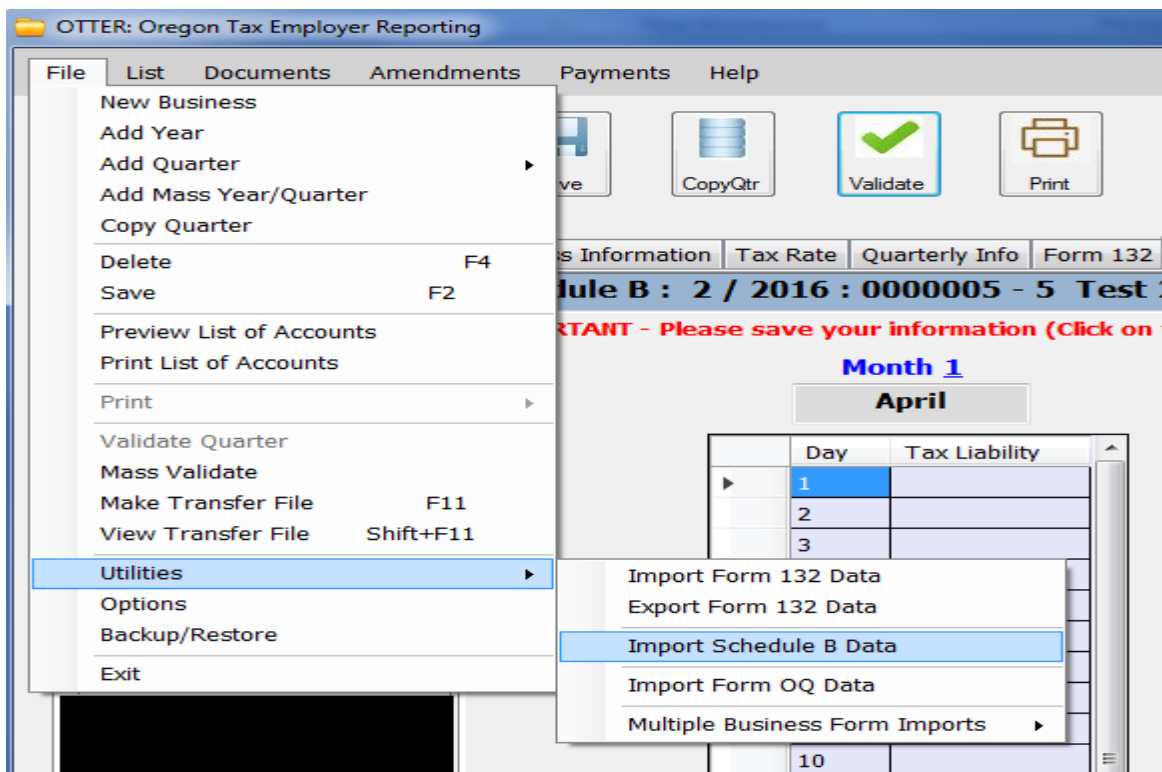 OTTER: Oregon Tax Employer Reporting
File List Documents Amendments Payments Help
New Business
Add Year
Add Quarter
Add Mass Year/Quarter
Copy Quarter
Delete F4
Save F2
Preview List of Accounts
Print List of Accounts
Print
Validate Quarter
Mass Validate
Make Transfer File F11
View Transfer File Shift+F11
Utilities
Options
Backup/Restore
Exit
Import Form 132 Data
Export Form 132 Data
Import Schedule B Data
Import Form OQ Data
Multiple Business Form Imports
ve CopyQtr Validate Print
s Information Tax Rate Quarterly Info Form 132
dule B : 2 / 2016 : 0000005 - 5 Test
RTANT - Please save your information (Click on
Month 1
April
Day Tax Liability
1
2
3
10